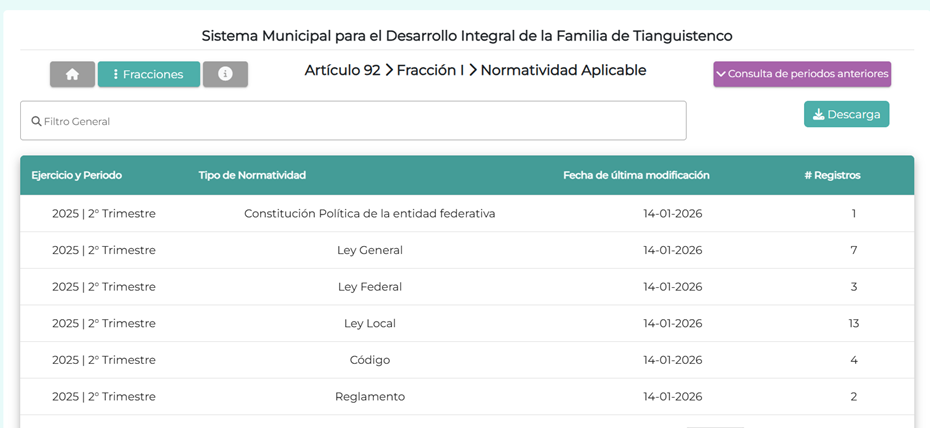 Sistema Municipal para el Desarrollo Integral de la Familia de Tianguistenco
Fracciones
Artículo 92 > Fracción I > Normatividad Aplicable
Consulta de periodos anteriores
Filtro General
Descarga
Ejercicio y Periodo Tipo de Normatividad Fecha de última modificación # Registros
2025 | 2° Trimestre Constitución Política de la entidad federativa 14-01-2026 1
2025 | 2° Trimestre Ley General 14-01-2026 7
2025 | 2° Trimestre Ley Federal 14-01-2026 3
2025 | 2° Trimestre Ley Local 14-01-2026 13
2025 | 2° Trimestre Código 14-01-2026 4
2025 | 2° Trimestre Reglamento 14-01-2026 2